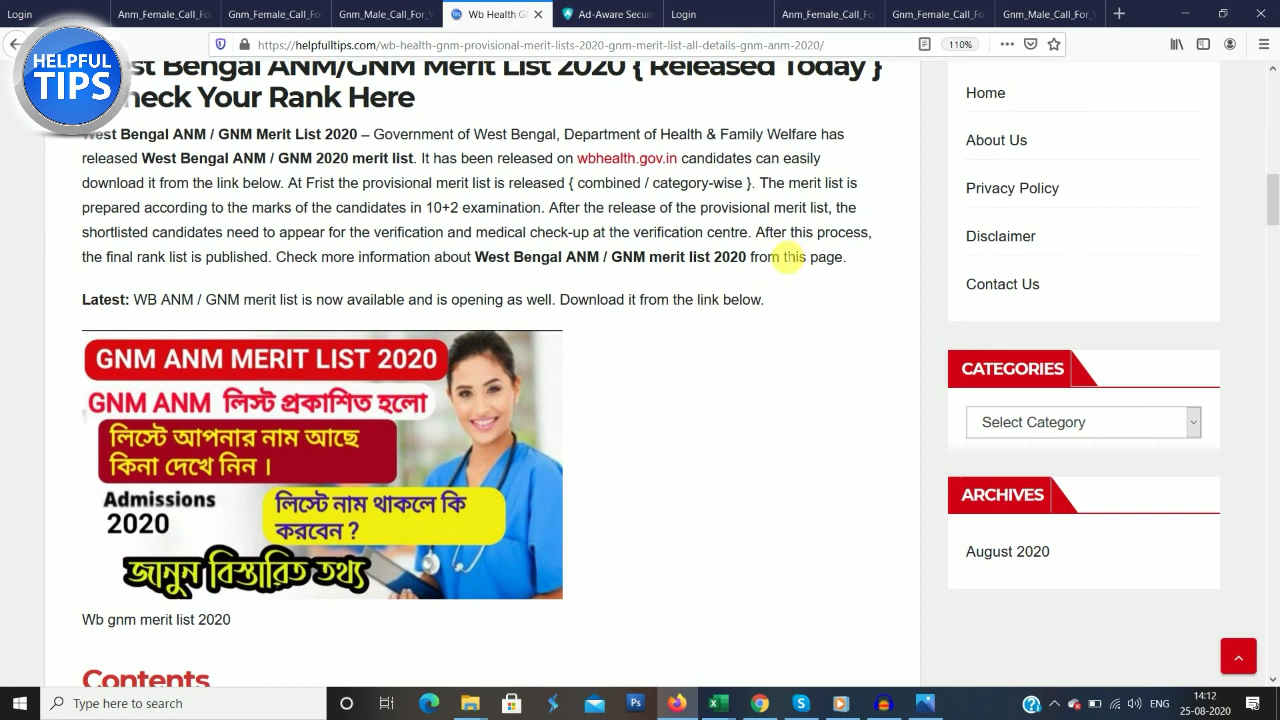 Login
Anm_Female_Call_Fo
Gnm_Female_Call_Fo
Gnm_Male_Call_For_
Wb Health G
Ad-Aware Secure
Login
Anm_Female_Call_Fo
Gnm_Female_Call_Fo
Gnm_Male_Call_For_
https://helpfulltips.com/wb-health-gnm-provisional-merit-lists-2020-gnm-merit-list-all-details-gnm-anm-2020/
110%
HELPFUL
TIPS
st Bengal ANM/GNM Merit List 2020 { Released Today }
heck Your Rank Here
West Bengal ANM / GNM Merit List 2020 – Government of West Bengal, Department of Health & Family Welfare has
released West Bengal ANM / GNM 2020 merit list. It has been released on wbhealth.gov.in candidates can easily
download it from the link below. At Frist the provisional merit list is released { combined / category-wise }. The merit list is
prepared according to the marks of the candidates in 10+2 examination. After the release of the provisional merit list, the
shortlisted candidates need to appear for the verification and medical check-up at the verification centre. After this process,
the final rank list is published. Check more information about West Bengal ANM / GNM merit list 2020 from this page.
Latest: WB ANM / GNM merit list is now available and is opening as well. Download it from the link below.
GNM ANM MERIT LIST 2020
GNM ANM লিস্ট প্রকাশিত হলো
লিস্টে আপনার নাম আছে
কিনা দেখে নিন ।
Admissions
2020
লিস্টে নাম থাকলে কি
করবেন ?
জানুন বিস্তারিত তথ্য
Wb gnm merit list 2020
Contents
Home
About Us
Privacy Policy
Disclaimer
Contact Us
CATEGORIES
Select Category
ARCHIVES
August 2020
Type here to search
Ps
ENG
14:12
25-08-2020